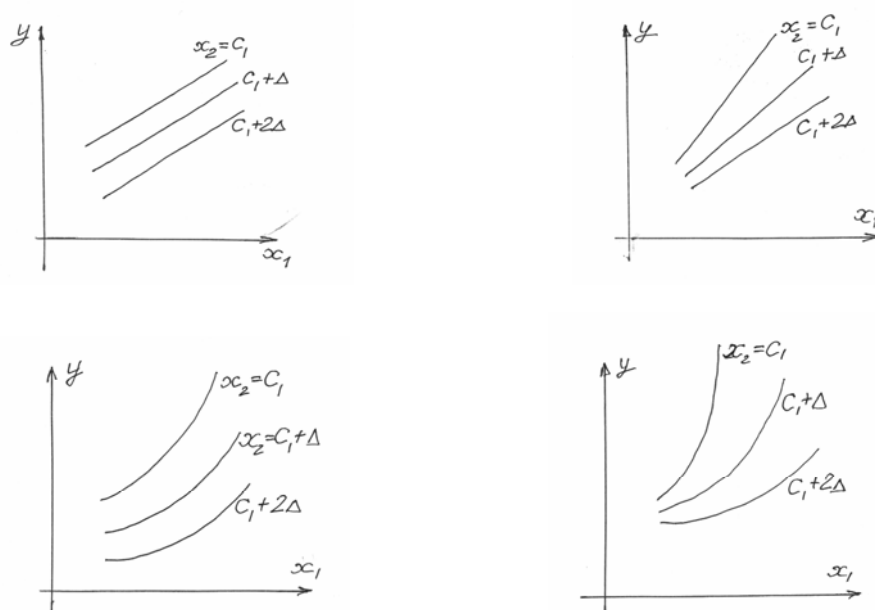 y
x₂=C₁
C₁+Δ
C₁+2Δ
x₁
y
x₂=C₁
C₁+Δ
C₁+2Δ
x₁
y
x₂=C₁
x₂=C₁+Δ
C₁+2Δ
x₁
y
x₂=C₁
C₁+Δ
C₁+2Δ
x₁